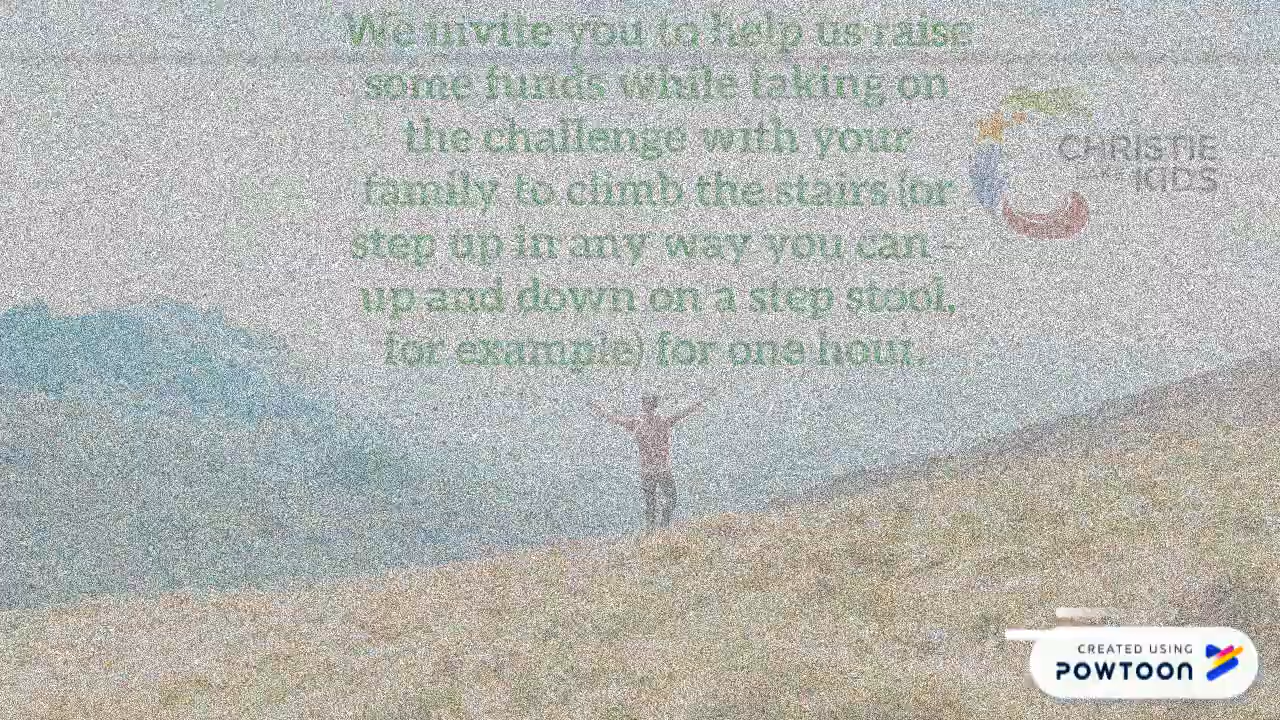 We invite you to help us raise
some funds while taking on
the challenge with your
family to climb the stairs (or
step up in any way you can -
up and down on a step stool,
for example) for one hour.
CHRISTIE
KIDS
CREATED USING
POWTOON